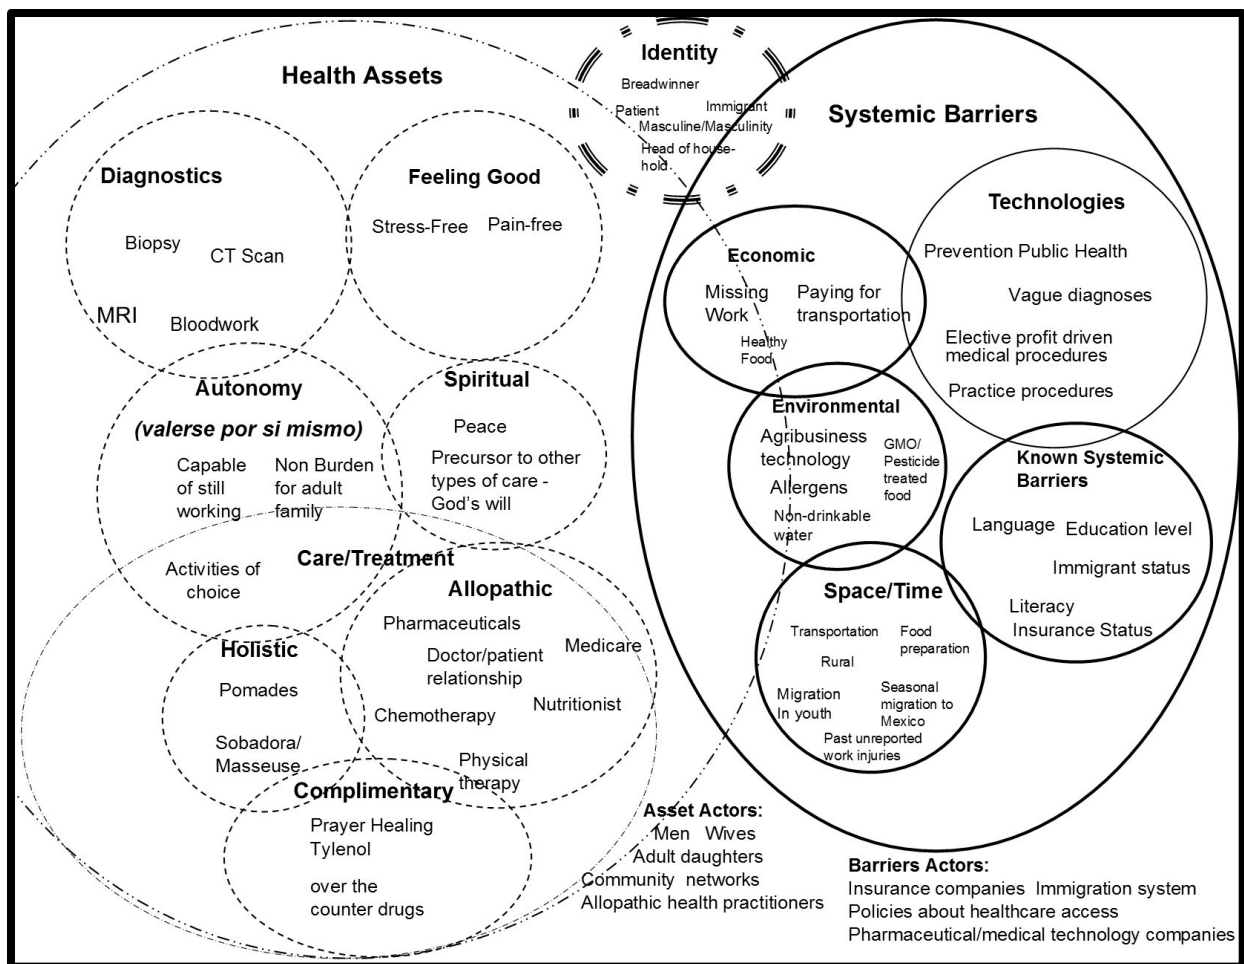 Health Assets
Diagnostics
Biopsy
CT Scan
MRI
Bloodwork
Feeling Good
Stress-Free
Pain-free
Autonomy
(valerse por si mismo)
Capable
of still
working
Non Burden
for adult
family
Activities of
choice
Spiritual
Peace
Precursor to other
types of care -
God's will
Care/Treatment
Allopathic
Pharmaceuticals
Medicare
Doctor/patient
relationship
Nutritionist
Chemotherapy
Physical
therapy
Holistic
Pomades
Sobadora/
Masseuse
Complimentary
Prayer Healing
Tylenol
over the
counter drugs
Identity
Breadwinner
Patient
Immigrant
Masculine/Masculinity
Head of house-
hold
Systemic Barriers
Economic
Missing
Work
Paying for
transportation
Healthy
Food
Technologies
Prevention Public Health
Vague diagnoses
Elective profit driven
medical procedures
Practice procedures
Environmental
Agribusiness
technology
GMO/
Pesticide
treated
food
Allergens
Non-drinkable
water
Known Systemic
Barriers
Language
Education level
Immigrant status
Literacy
Insurance Status
Space/Time
Transportation
Food
preparation
Rural
Migration
In youth
Seasonal
migration to
Mexico
Past unreported
work injuries
Asset Actors:
Men Wives
Adult daughters
Community networks
Allopathic health practitioners
Barriers Actors:
Insurance companies Immigration system
Policies about healthcare access
Pharmaceutical/medical technology companies